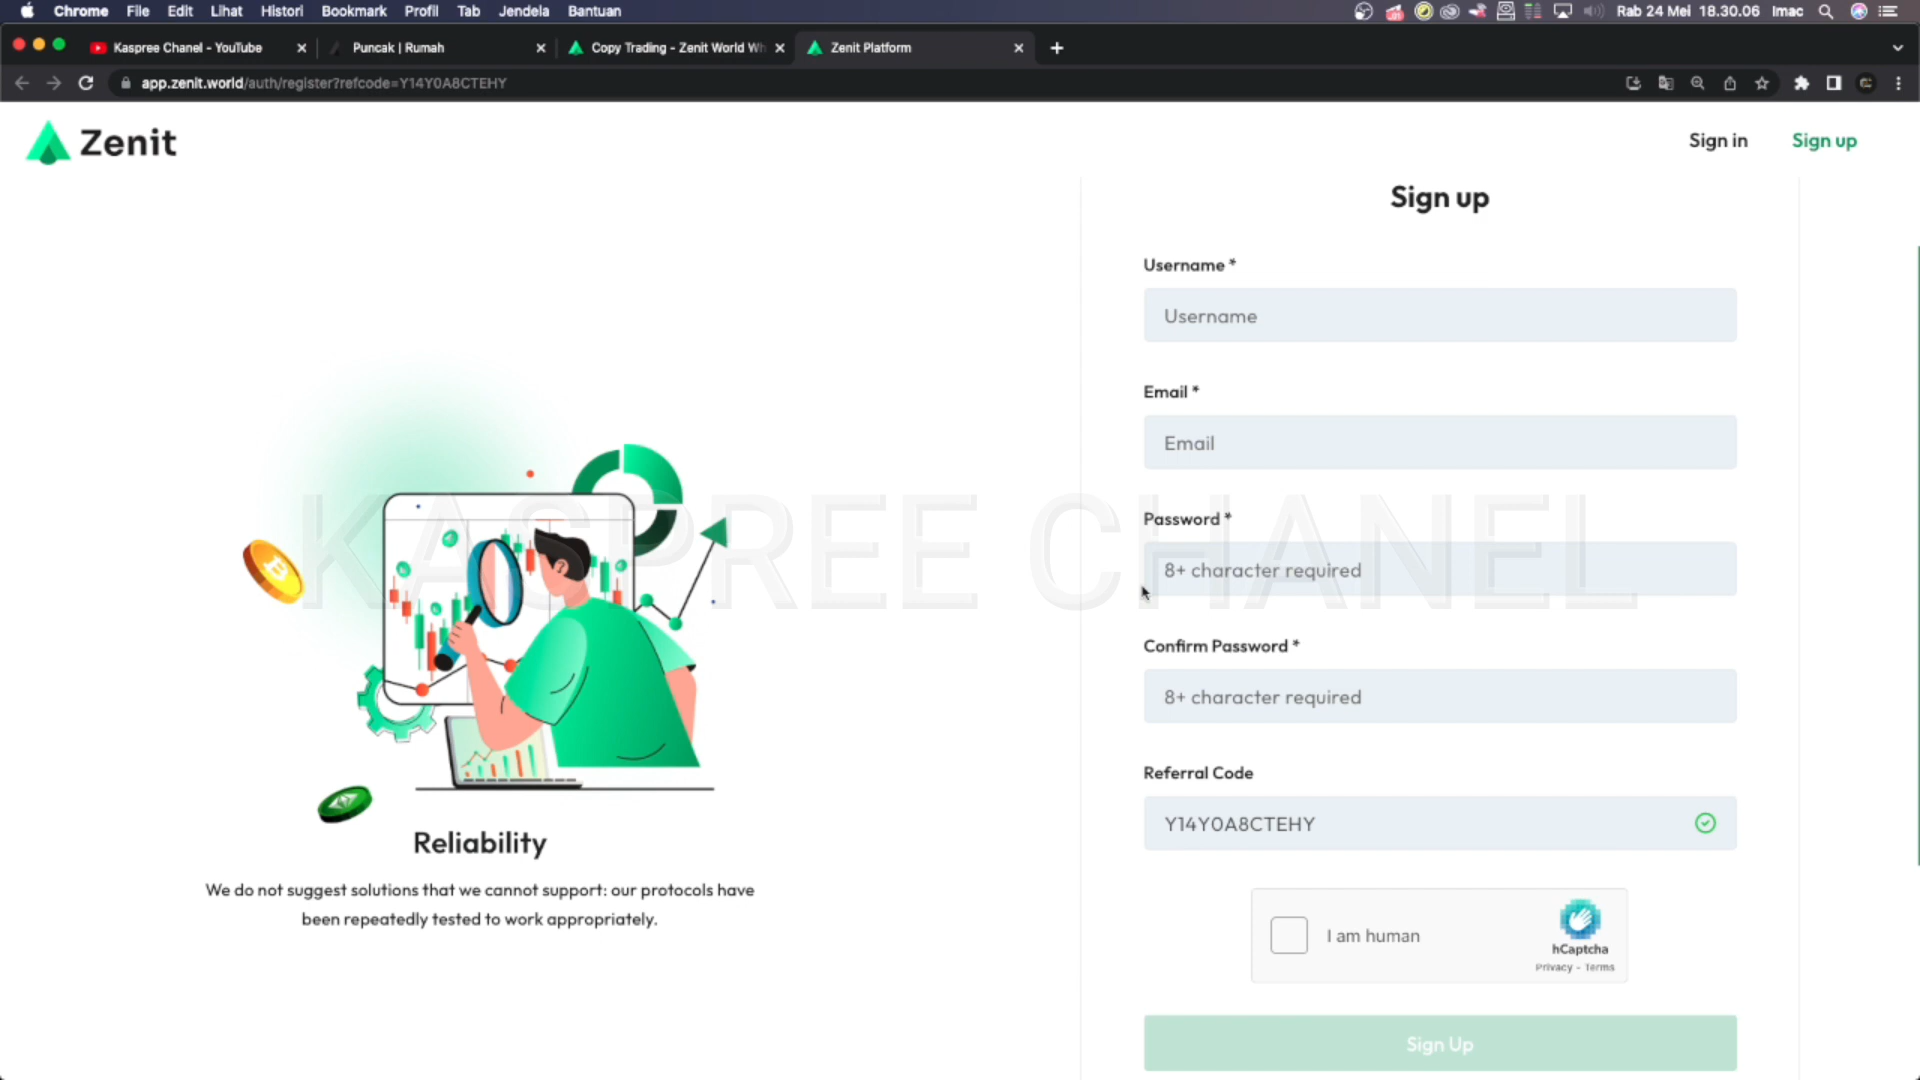 Chrome File Edit Lihat Histori Bookmark Profil Tab Jendela Bantuan Rab 24 Mei 18.30.06 Imac
Kaspree Chanel - YouTube Puncak | Rumah Copy Trading - Zenit World Wh Zenit Platform
app.zenit.world/auth/register?refcode=Y14Y0A8CTEHY
Zenit
Sign in Sign up
Sign up
Username *
Username
Email *
Email
KASPREE CHANEL
Password *
8+ character required
Confirm Password *
8+ character required
Referral Code
Y14Y0A8CTEHY
I am human
hCaptcha
Privacy - Terms
Sign Up
Reliability
We do not suggest solutions that we cannot support: our protocols have
been repeatedly tested to work appropriately.